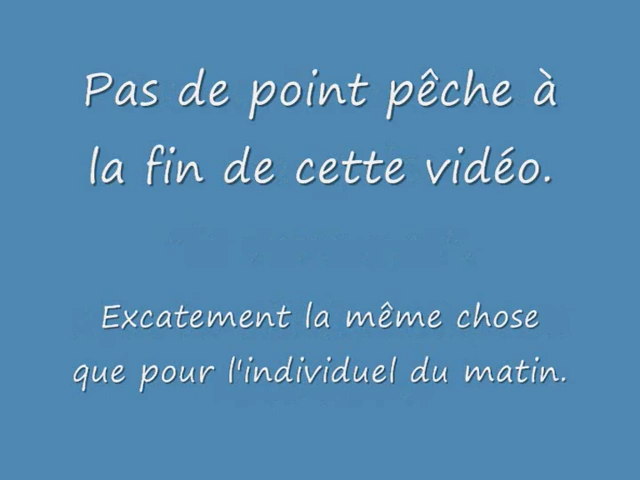 Pas de point pêche à
la fin de cette vidéo.
Excatement la même chose
que pour l'individuel du matin.